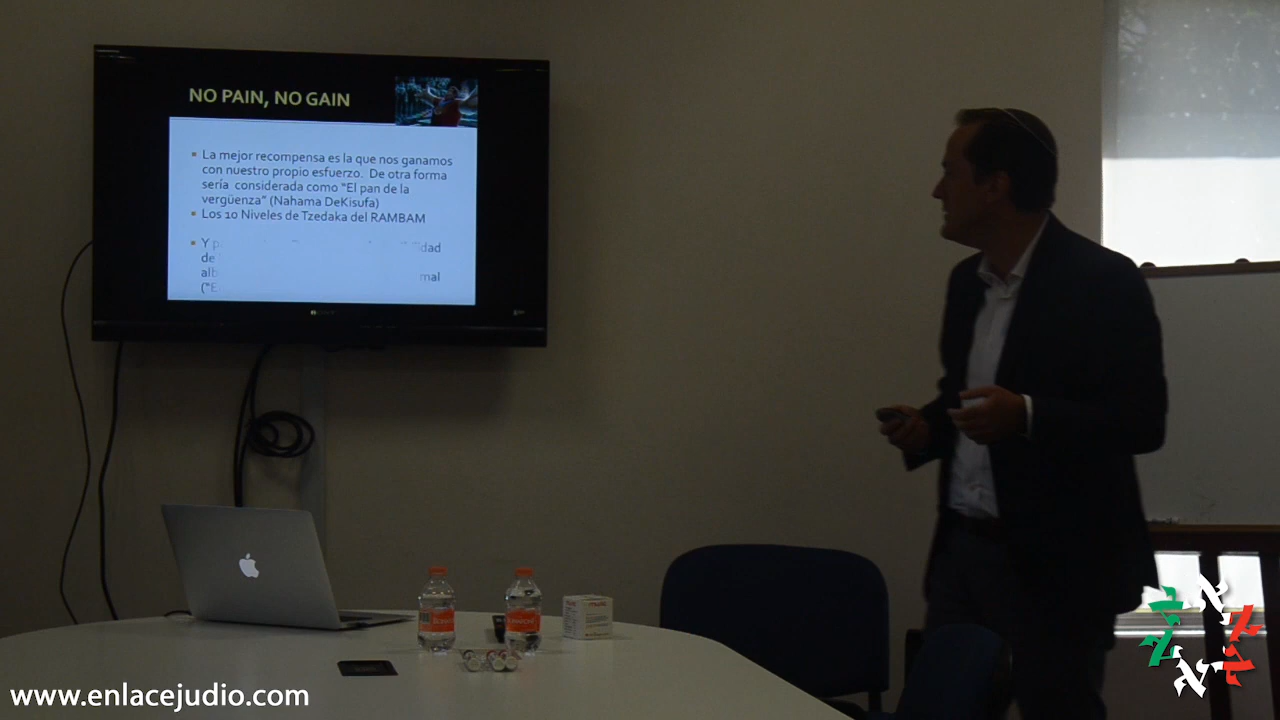 NO PAIN, NO GAIN
La mejor recompensa es la que nos ganamos
con nuestro propio esfuerzo. De otra forma
sería considerada como "El pan de la
vergüenza" (Nahama DeKisufa)
Los 10 Niveles de Tzedaka del RAMBAM
Y
de
www.enlacejudio.com